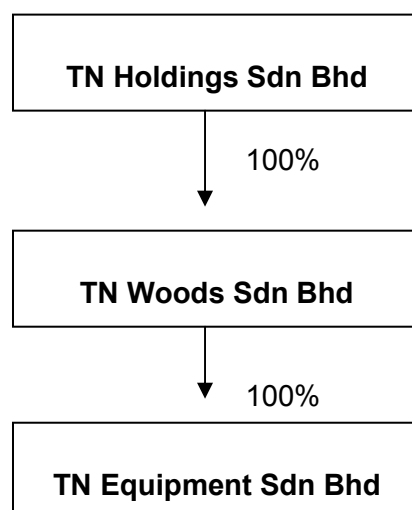 TN Holdings Sdn Bhd
100%
TN Woods Sdn Bhd
100%
TN Equipment Sdn Bhd